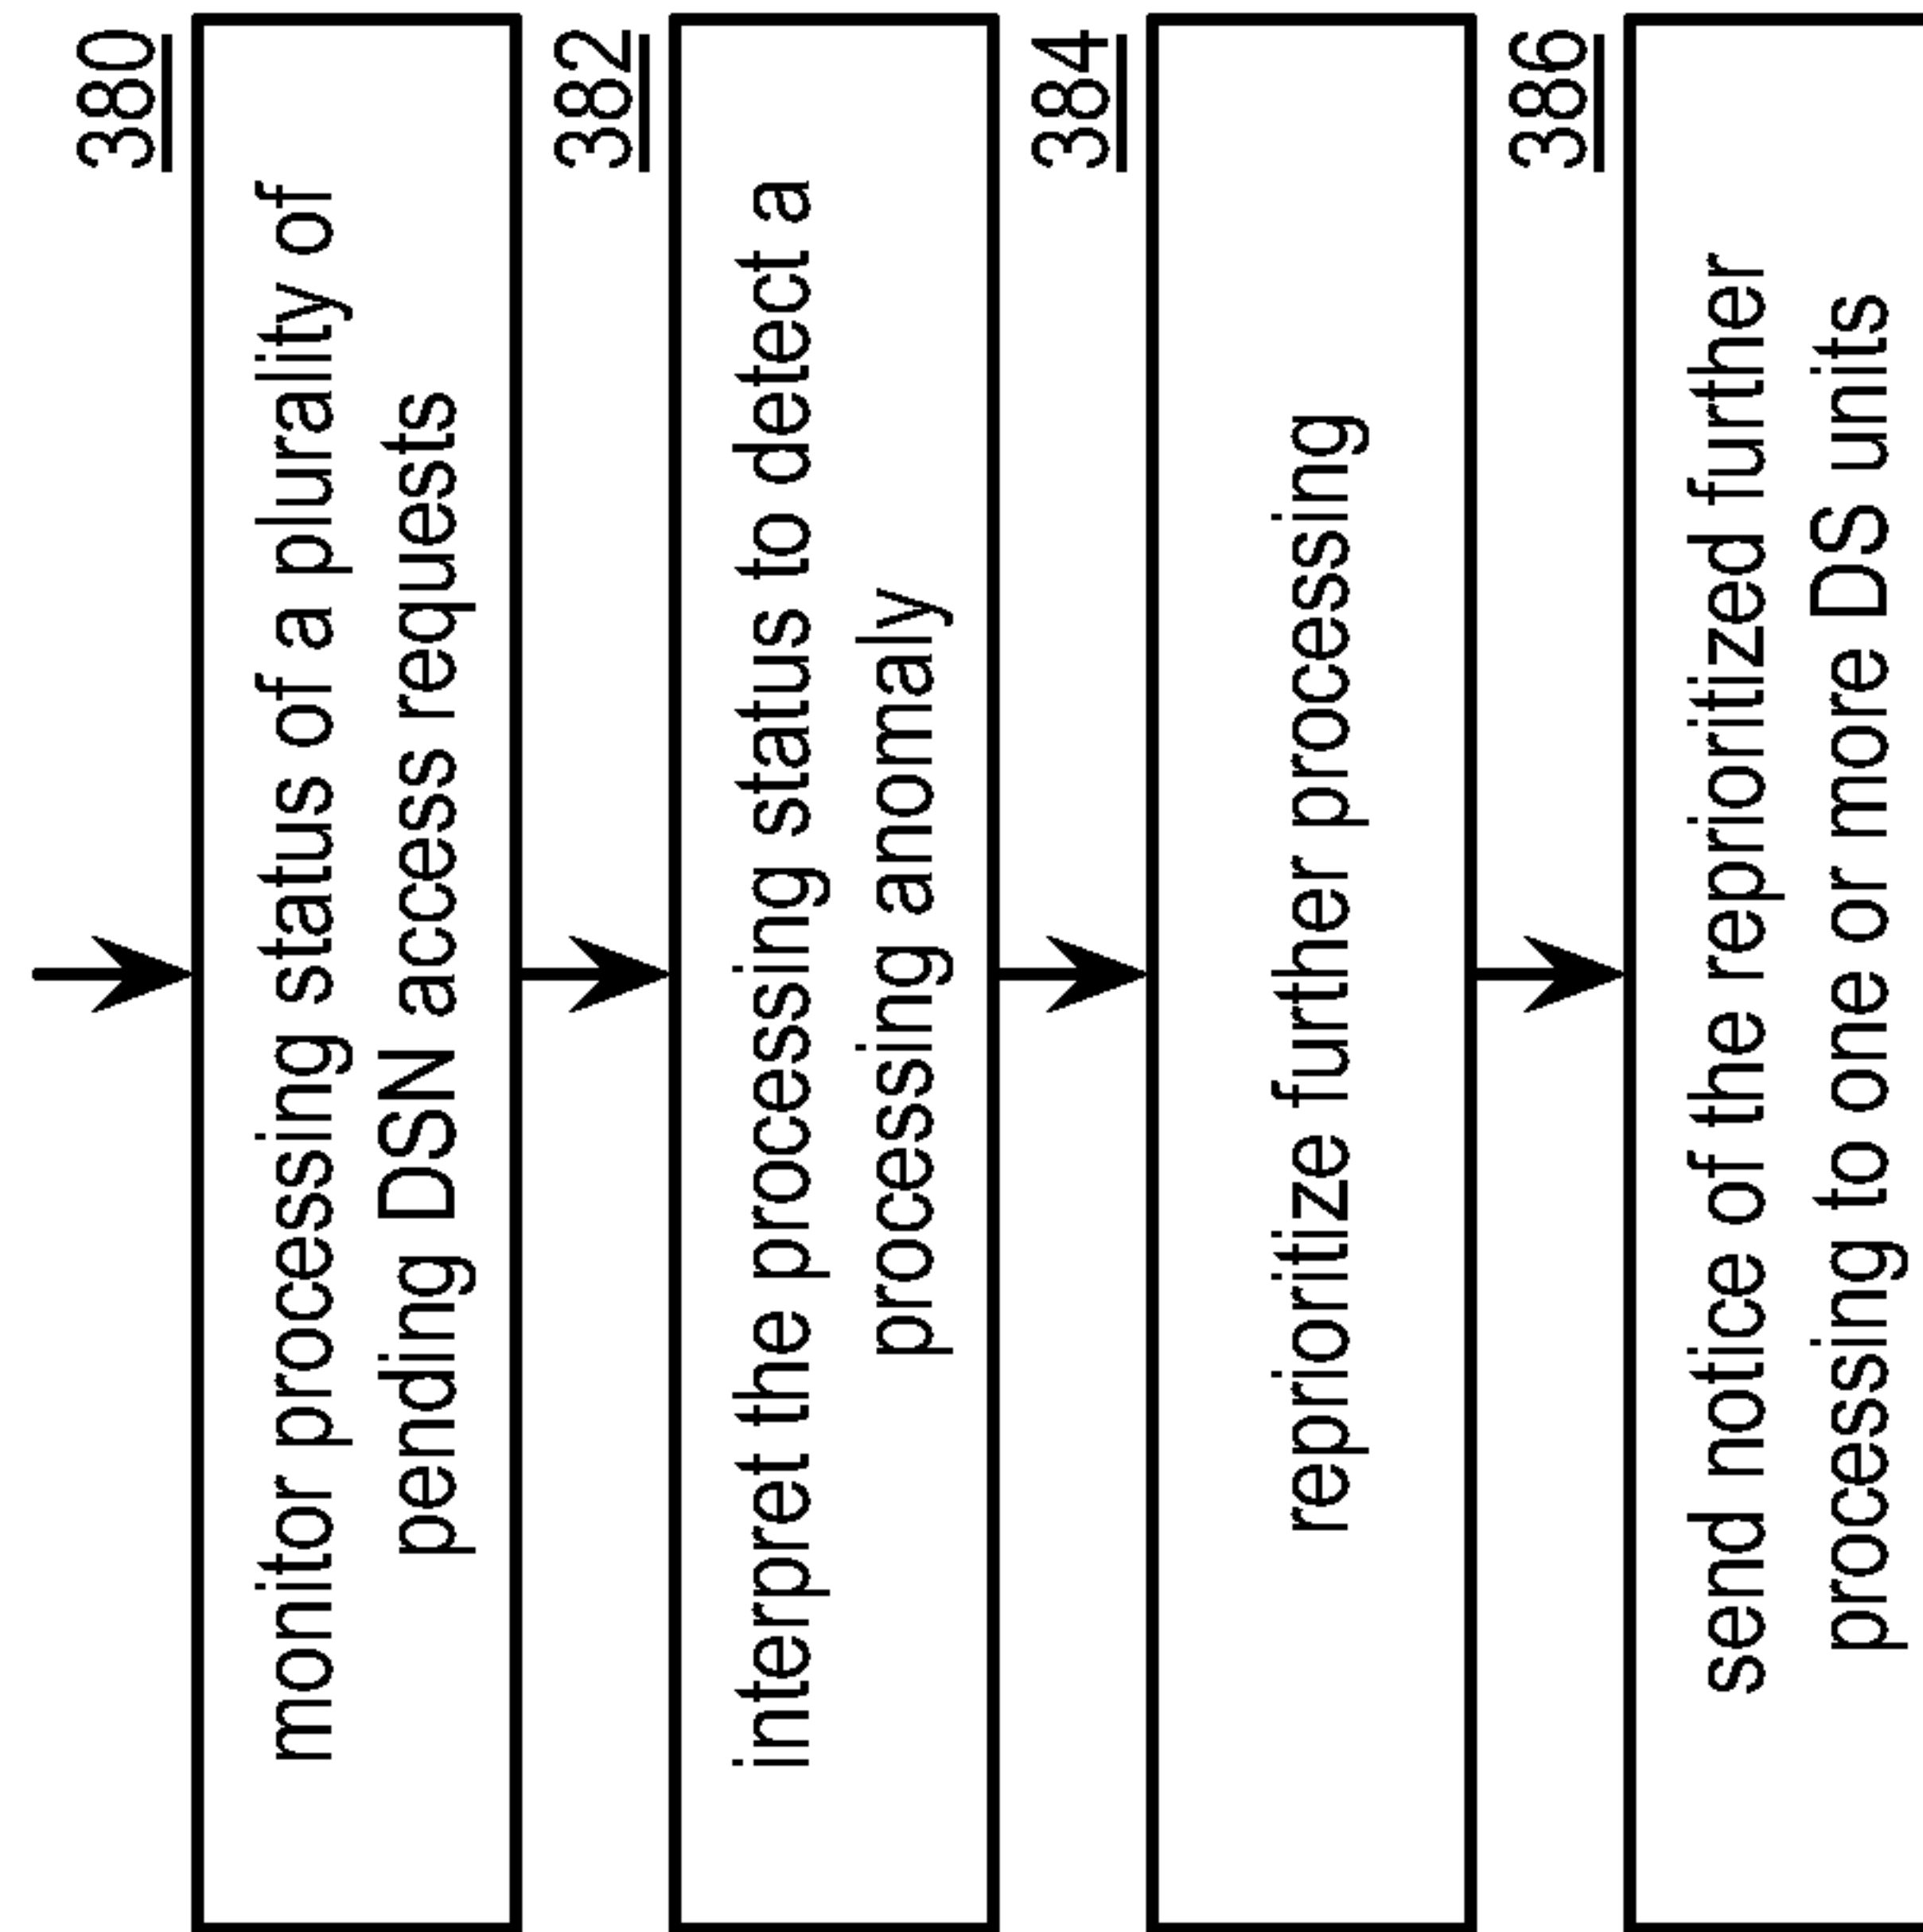 380
monitor processing status of a plurality of
pending DSN access requests
382
interpret the processing status to detect a
processing anomaly
384
reprioritize further processing
386
send notice of the reprioritized further
processing to one or more DS units